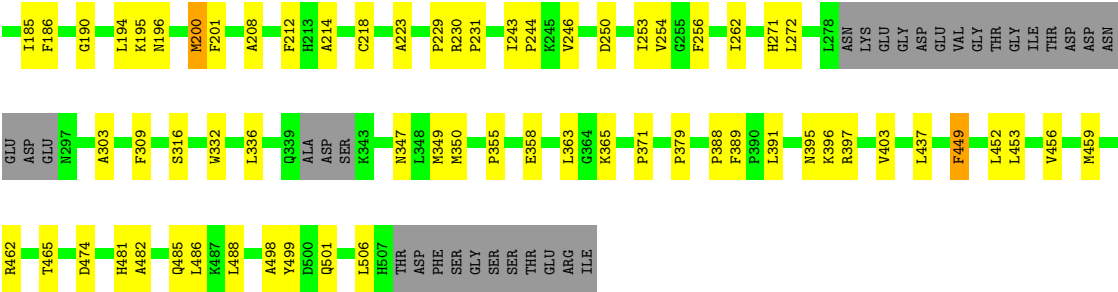 I185 F186 G190 L194 K195 N196 M200 F201 A208 F212 H213 A214 C218 A223 P229 R230 P231 I243 P244 K245 V246 D250 I253 V254 G255 F256 I262 H271 L272 L278 ASN LYS GLU GLY ASP GLU VAL GLY THR GLY ILE THR ASP ASP ASN
GLU ASP GLU N297 A303 F309 S316 W332 L336 Q339 ALA ASP SER K343 N347 L348 M349 M350 P355 E358 L363 G364 K365 P371 P379 P388 F389 P390 L391 N395 K396 R397 V403 L437 F449 L452 L453 V456 M459
R462 T465 D474 H481 A482 Q485 L486 K487 L488 A498 Y499 D500 Q501 L506 H507 THR ASP PHE SER GLY SER SER THR GLU ARG ILE